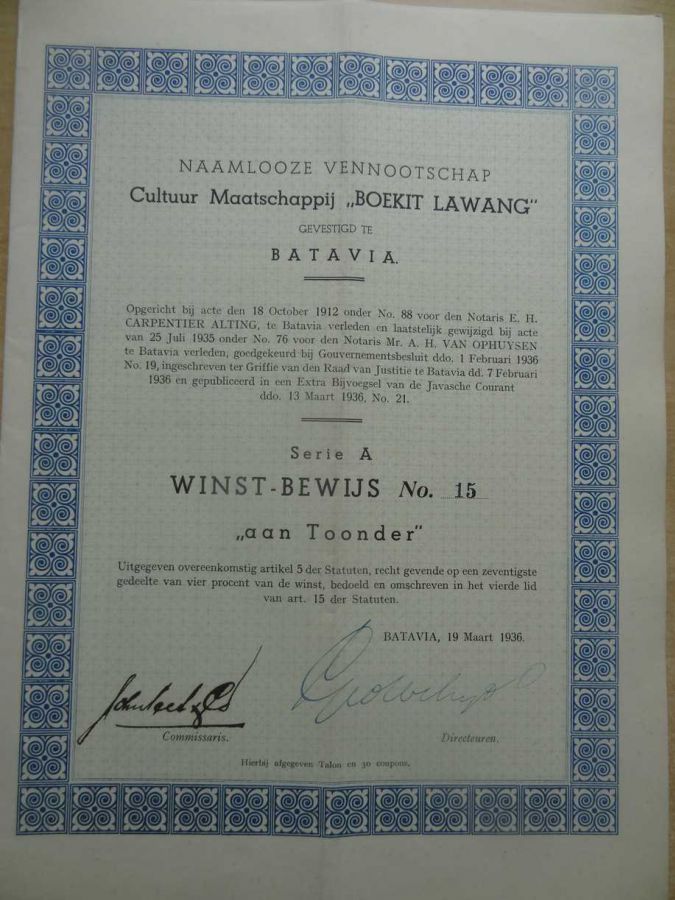 NAAMLOOZE VENNOOTSCHAP
Cultuur Maatschappij „BOEKIT LAWANG"
GEVESTIGD TE
BATAVIA.
Opgericht bij acte den 18 October 1912 onder No. 88 voor den Notaris E. H.
CARPENTIER ALTING, te Batavia verleden en laatstelijk gewijzigd bij acte
van 25 Juli 1935 onder No. 76 voor den Notaris Mr. A. H. VAN OPHUYSEN
te Batavia verleden, goedgekeurd bij Gouvernementsbesluit ddo. 1 Februari 1936
No. 19, ingeschreven ter Griffie van den Raad van Justitie te Batavia dd. 7 Februari
1936 en gepubliceerd in een Extra Bijvoegsel van de Javasche Courant
ddo. 13 Maart 1936, No. 21.
Serie A
WINST-BEWIJS No. 15
„aan Toonder"
Uitgegeven overeenkomstig artikel 5 der Statuten, recht gevende op een zeventigste
gedeelte van vier procent van de winst, bedoeld en omschreven in het vierde lid
van art. 15 der Statuten.
BATAVIA, 19 Maart 1936.
Commissaris.
Directeuren.
Hierbij afgegeven Talon en 30 coupons.